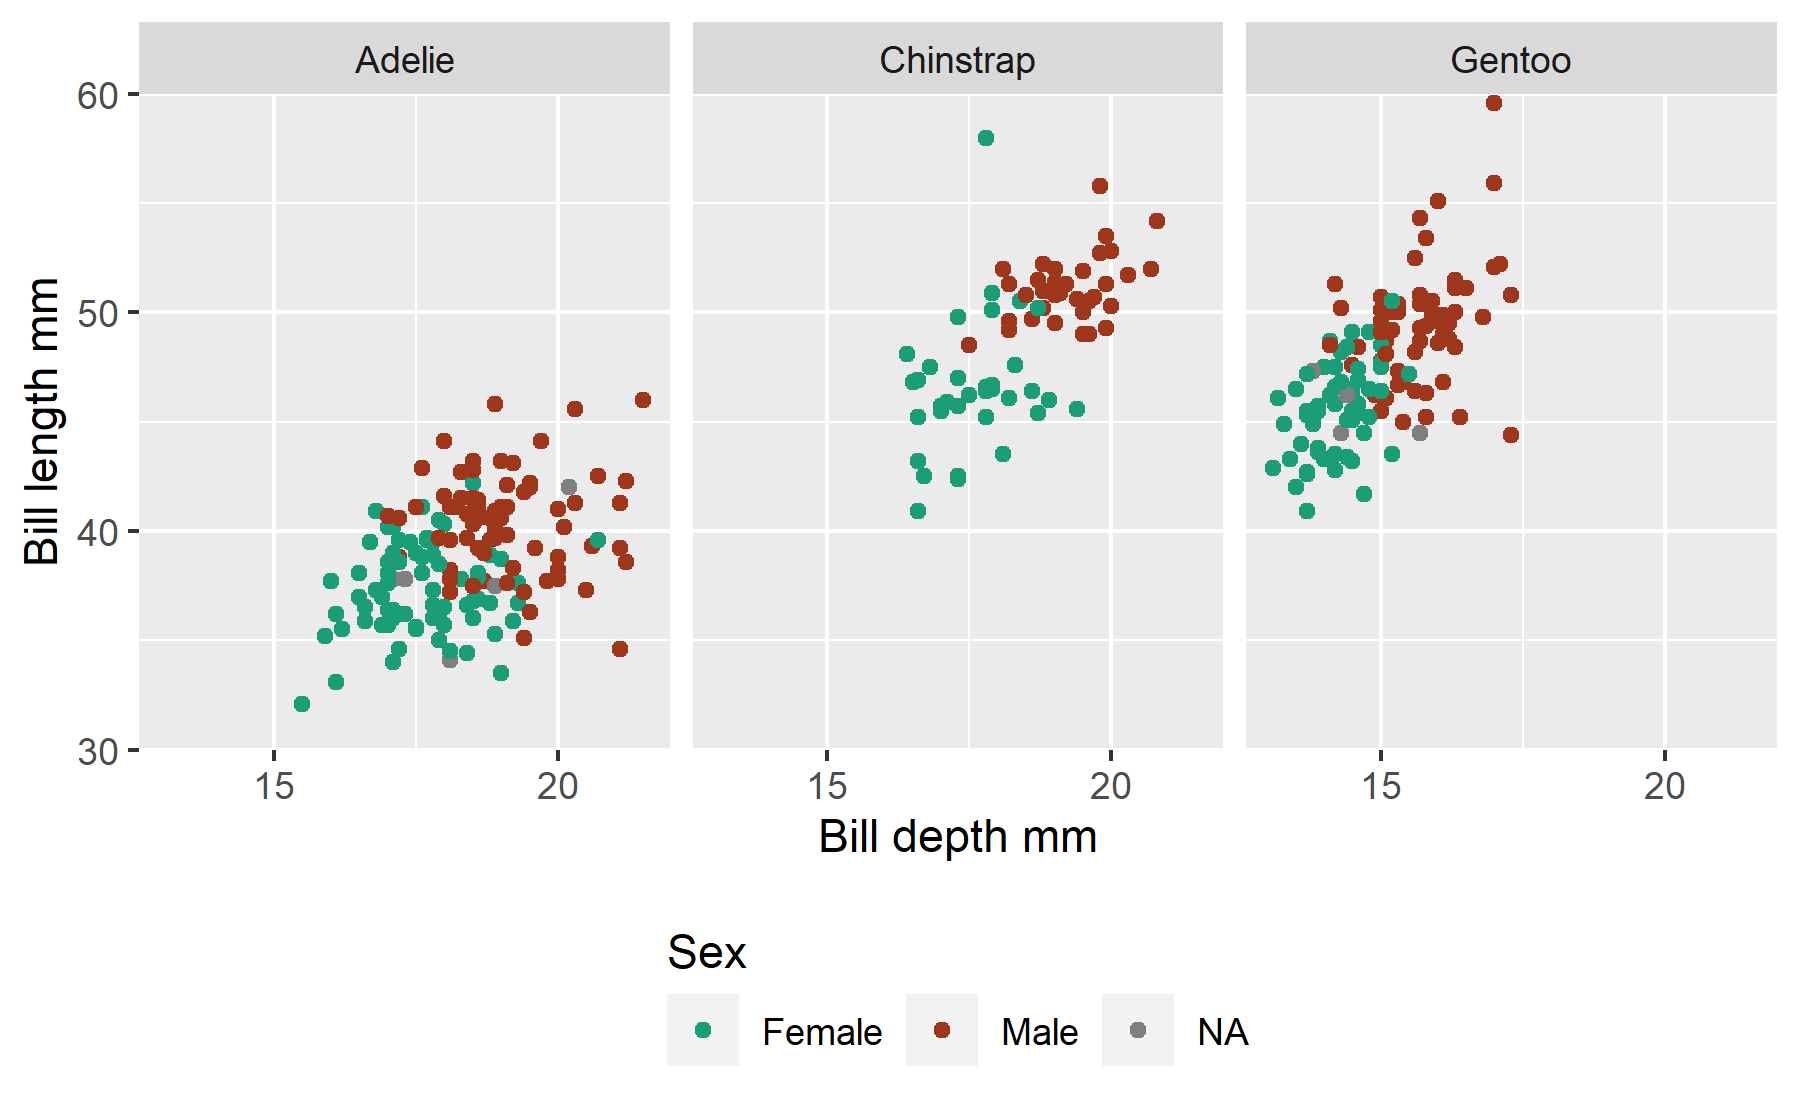 Adelie Chinstrap Gentoo
60
50
40
30
Bill length mm
15 20 15 20 15 20
Bill depth mm
Sex
Female Male NA